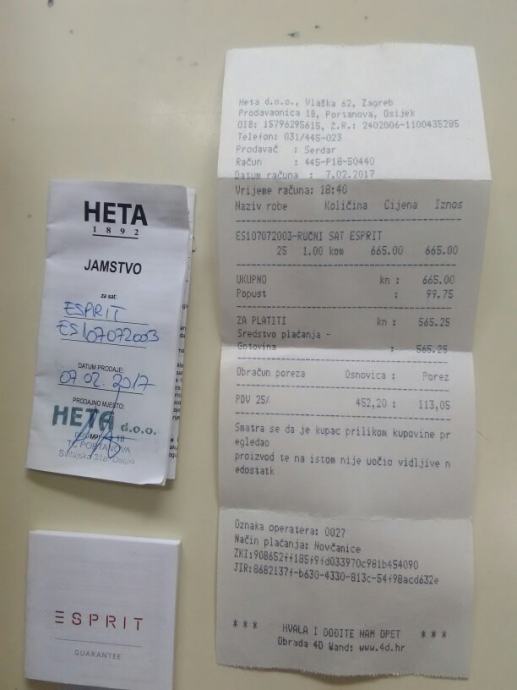 HETA
1892
JAMSTVO
za sat:
ESPRIT
ES107072003
DATUM PRODAJE:
07.02.2017
PRODAJNO MJESTO:
HETA d.o.o.
TC PORTANOVA
ESPRIT
GUARANTEE
Heta d.o.o., Vlaška 62, Zagreb
Prodavaonica 18, Portanova, Osijek
OIB: 15796295615, Ž.R.: 2402006-1100435285
Telefon: 031/445-023
Prodavač : Serdar
Račun : 445-P18-50440
Datum računa : 7.02.2017
Vrijeme računa: 18:40
Naziv robe Količina Cijena Iznos
ES107072003-RUČNI SAT ESPRIT
25 1.00 kom 665.00 665.00
UKUPNO kn : 665.00
Popust : 99.75
ZA PLATITI kn : 565.25
Sredstvo plaćanja -
Gotovina : 565.25
Obračun poreza Osnovica : Porez
PDV 25% 452,20 : 113,05
Smatra se da je kupac prilikom kupovine pr
egledao
proizvod te na istom nije uočio vidljive n
edostatk
Oznaka operatera: 0027
Način plaćanja: Novčanice
ZKI:908652ff185f9fd033970c981b454090
JIR:8682137f-b630-4330-813c-54f98acd632e
* * * HVALA I DOĐITE NAM OPET * * *
Obrada 4D Wand: www.4d.hr